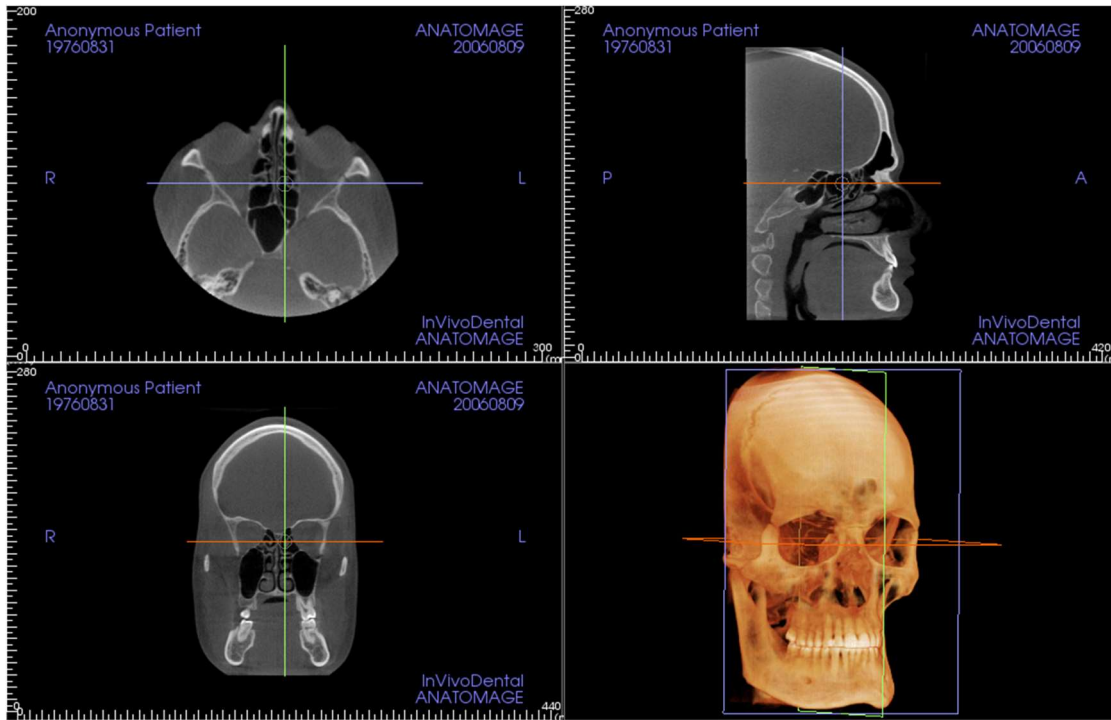 200
Anonymous Patient
19760831
ANATOMAGE
20060809
R
L
InVivoDental
ANATOMAGE
0
300
280
Anonymous Patient
19760831
ANATOMAGE
20060809
P
A
InVivoDental
ANATOMAGE
0
420
280
Anonymous Patient
19760831
ANATOMAGE
20060809
R
L
InVivoDental
ANATOMAGE
0
440